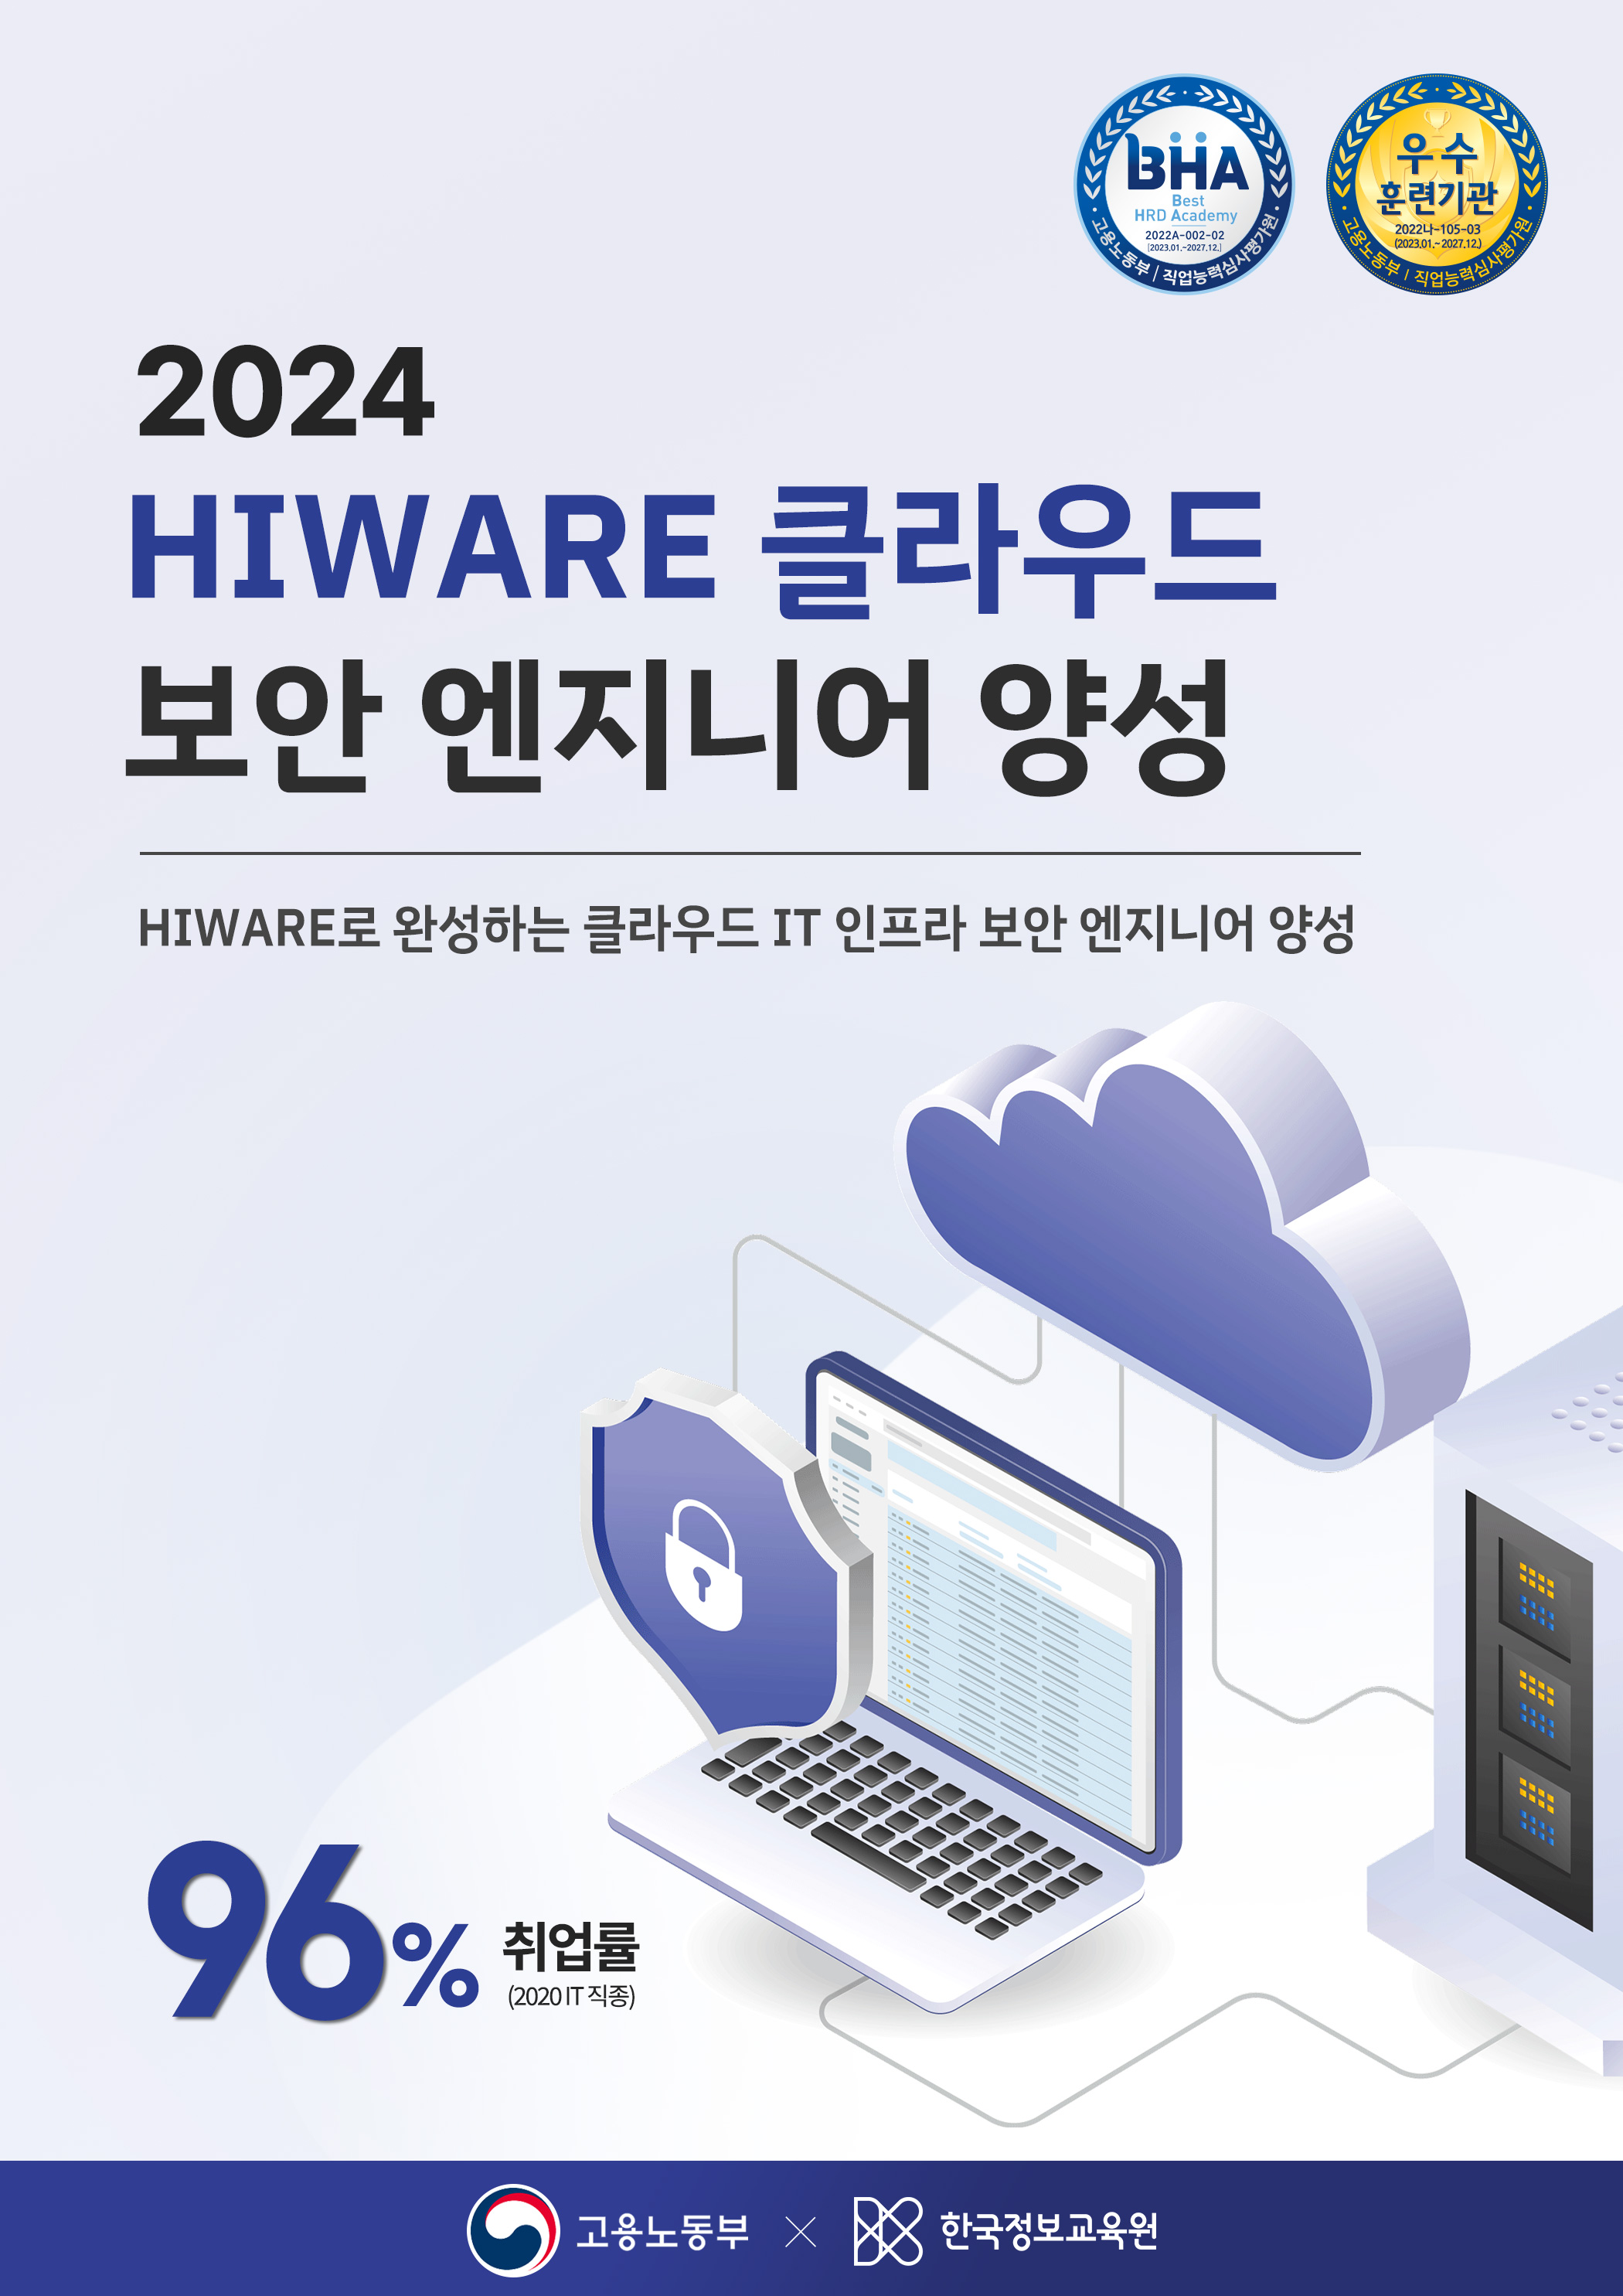 BHA
Best
HRD Academy
2022A-002-02
[2023.01.~2027.12.]
고용노동부 | 직업능력심사평가원
우수
훈련기관
2022나-105-03
(2023.01.~2027.12.)
고용노동부 | 직업능력심사평가원
2024
HIWARE 클라우드
보안 엔지니어 양성
HIWARE로 완성하는 클라우드 IT 인프라 보안 엔지니어 양성
96% 취업률
(2020 IT 직종)
고용노동부 × 한국정보교육원